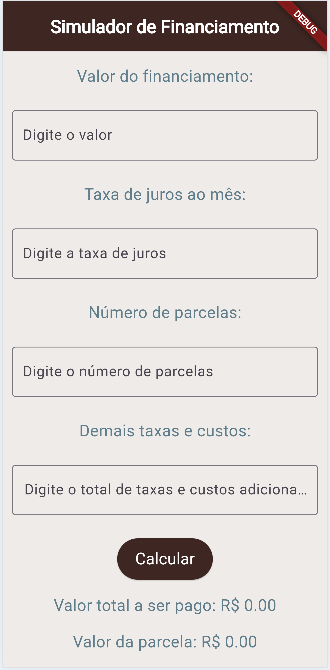 Simulador de Financiamento
DEBUG
Valor do financiamento:
Digite o valor
Taxa de juros ao mês:
Digite a taxa de juros
Número de parcelas:
Digite o número de parcelas
Demais taxas e custos:
Digite o total de taxas e custos adiciona...
Calcular
Valor total a ser pago: R$ 0.00
Valor da parcela: R$ 0.00